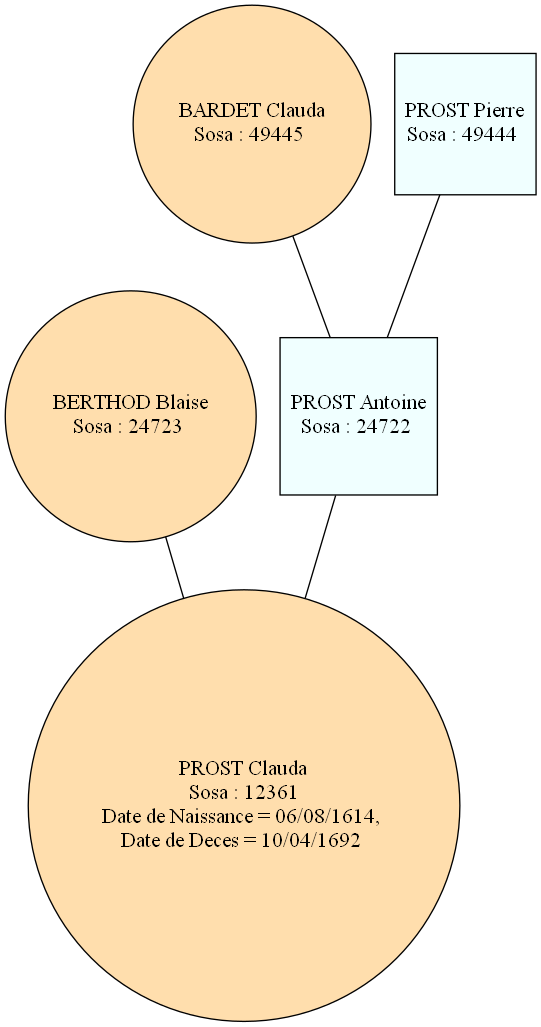 BARDET Clauda
Sosa : 49445
PROST Pierre
Sosa : 49444
BERTHOD Blaise
Sosa : 24723
PROST Antoine
Sosa : 24722
PROST Clauda
Sosa : 12361
Date de Naissance = 06/08/1614,
Date de Deces = 10/04/1692